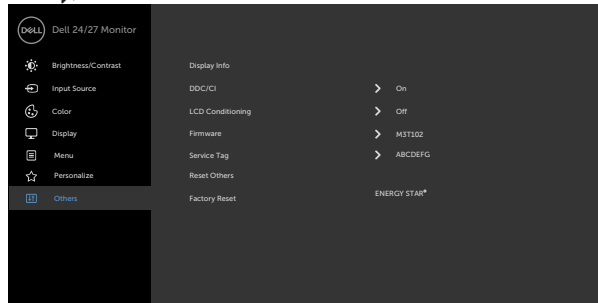 DELL Dell 24/27 Monitor
Brightness/Contrast
Input Source
Color
Display
Menu
Personalize
Others
Display Info
DDC/CI On
LCD Conditioning Off
Firmware M3T102
Service Tag ABCDEFG
Reset Others
Factory Reset ENERGY STAR®